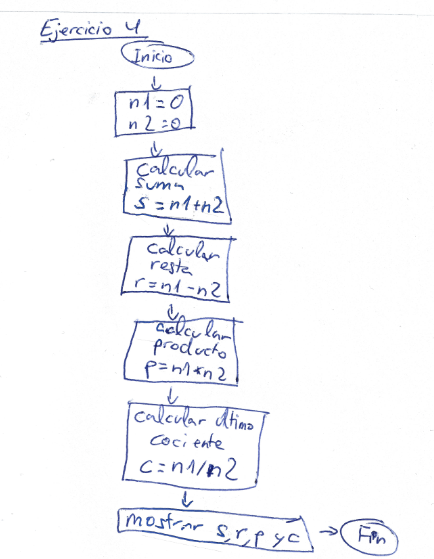 Ejercicio 4
Inicio
n1=0
n2=0
Calcular
suma
s=n1+n2
calcular
resta
r=n1-n2
calcular
producto
p=n1*n2
calcular último
cociente
c=n1/n2
mostrar s,r,p y c
Fin